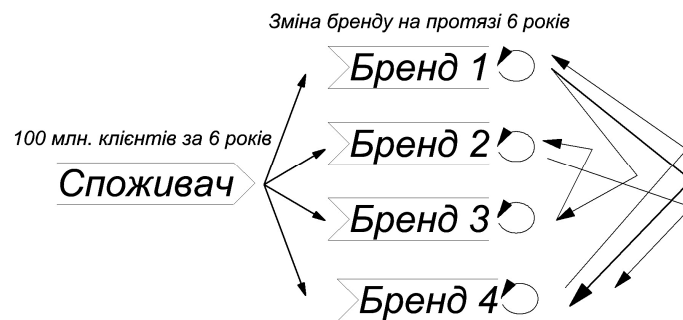 Зміна бренду на протязі 6 років
Бренд 1
100 млн. клієнтів за 6 років
Бренд 2
Споживач
Бренд 3
Бренд 4